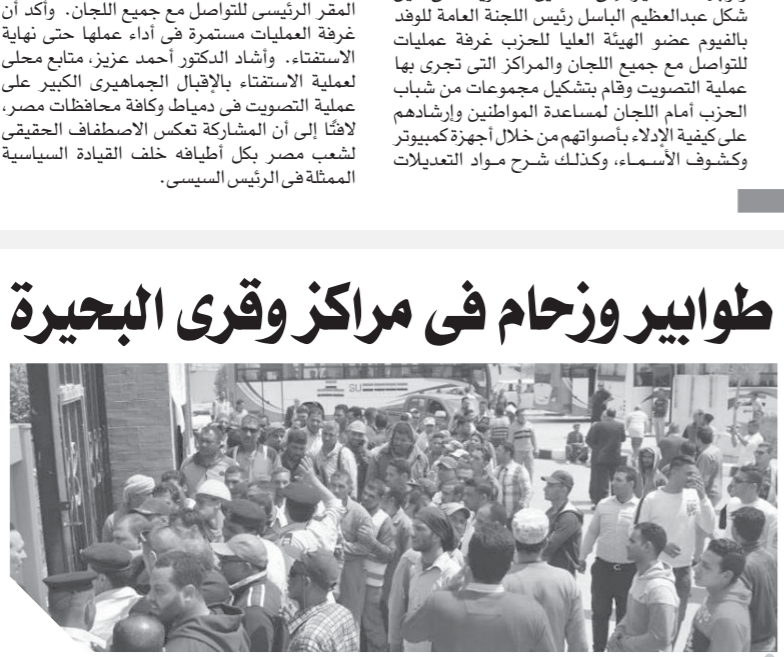 شكل عبدالعظيم الباسل رئيس اللجنة العامة للوفد
بالفيوم عضو الهيئة العليا للحزب غرفة عمليات
للتواصل مع جميع اللجان والمراكز التى تجرى بها
عملية التصويت وقام بتشكيل مجموعات من شباب
الحزب أمام اللجان لمساعدة المواطنين وإرشادهم
على كيفية الإدلاء بأصواتهم من خلال أجهزة كمبيوتر
وكشوف الأسماء، وكذلك شرح مواد التعديلات
المقر الرئيسى للتواصل مع جميع اللجان. وأكد أن
غرفة العمليات مستمرة فى أداء عملها حتى نهاية
الاستفتاء. وأشاد الدكتور أحمد عزيز، متابع محلى
لعملية الاستفتاء بالإقبال الجماهيرى الكبير على
عملية التصويت فى دمياط وكافة محافظات مصر،
لافتًا إلى أن المشاركة تعكس الاصطفاف الحقيقى
لشعب مصر بكل أطيافه خلف القيادة السياسية
الممثلة فى الرئيس السيسى.
طوابير وزحام فى مراكز وقرى البحيرة